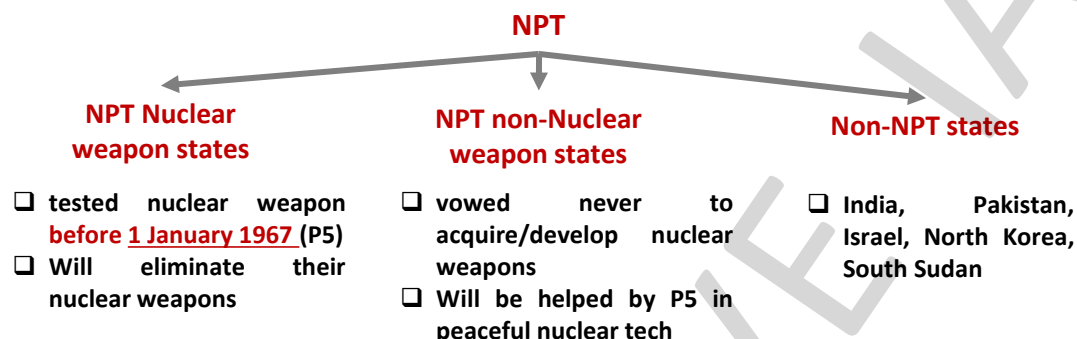 NPT
NPT Nuclear
weapon states
❑ tested nuclear weapon
before 1 January 1967 (P5)
❑ Will eliminate their
nuclear weapons
NPT non-Nuclear
weapon states
❑ vowed never to
acquire/develop nuclear
weapons
❑ Will be helped by P5 in
peaceful nuclear tech
Non-NPT states
❑ India, Pakistan,
Israel, North Korea,
South Sudan